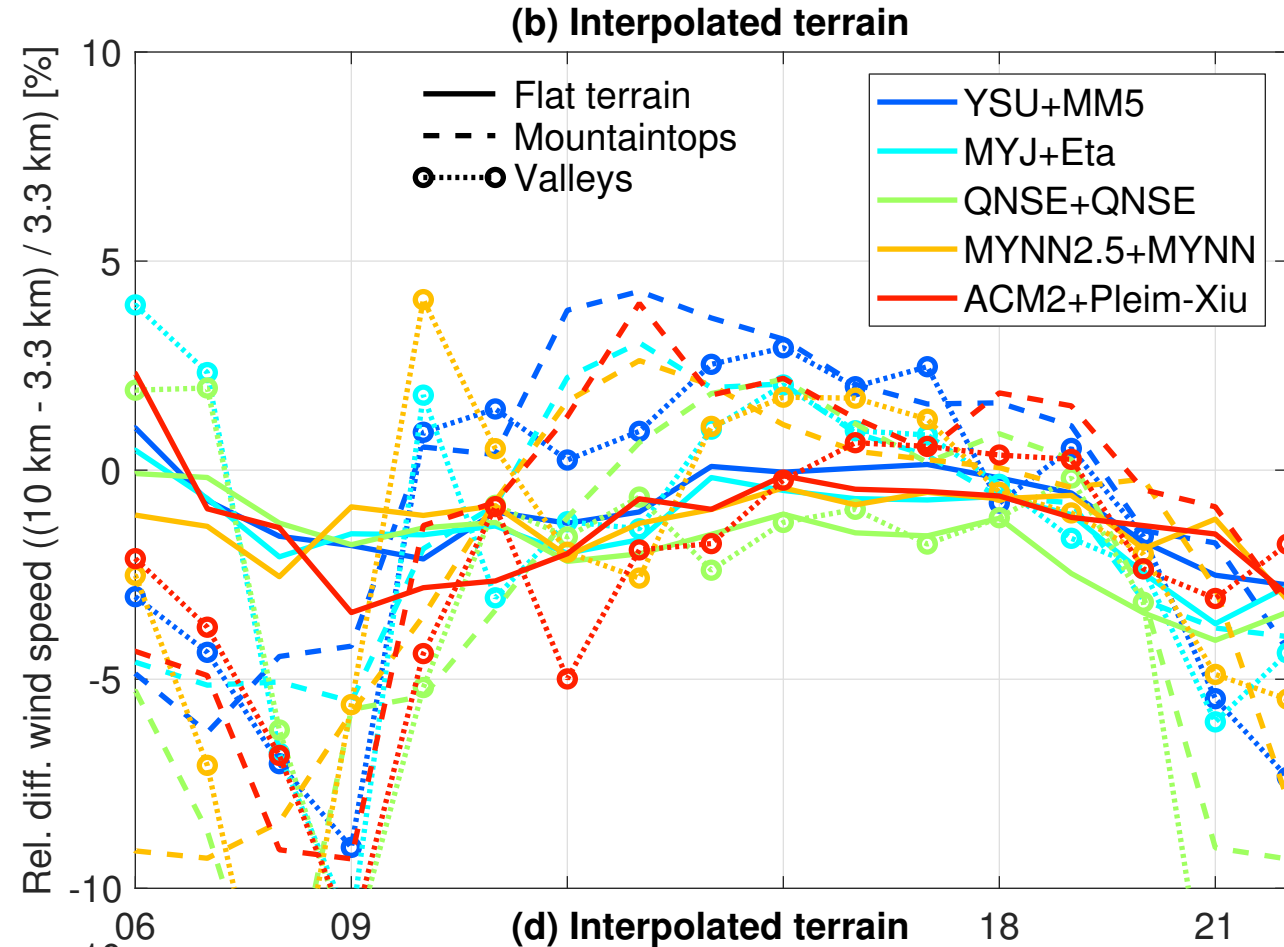 (b) Interpolated terrain
Rel. diff. wind speed ((10 km - 3.3 km) / 3.3 km) [%]
10
5
0
-5
-10
Flat terrain
Mountaintops
Valleys
YSU+MM5
MYJ+Eta
QNSE+QNSE
MYNN2.5+MYNN
ACM2+Pleim-Xiu
06 09 18 21
(d) Interpolated terrain